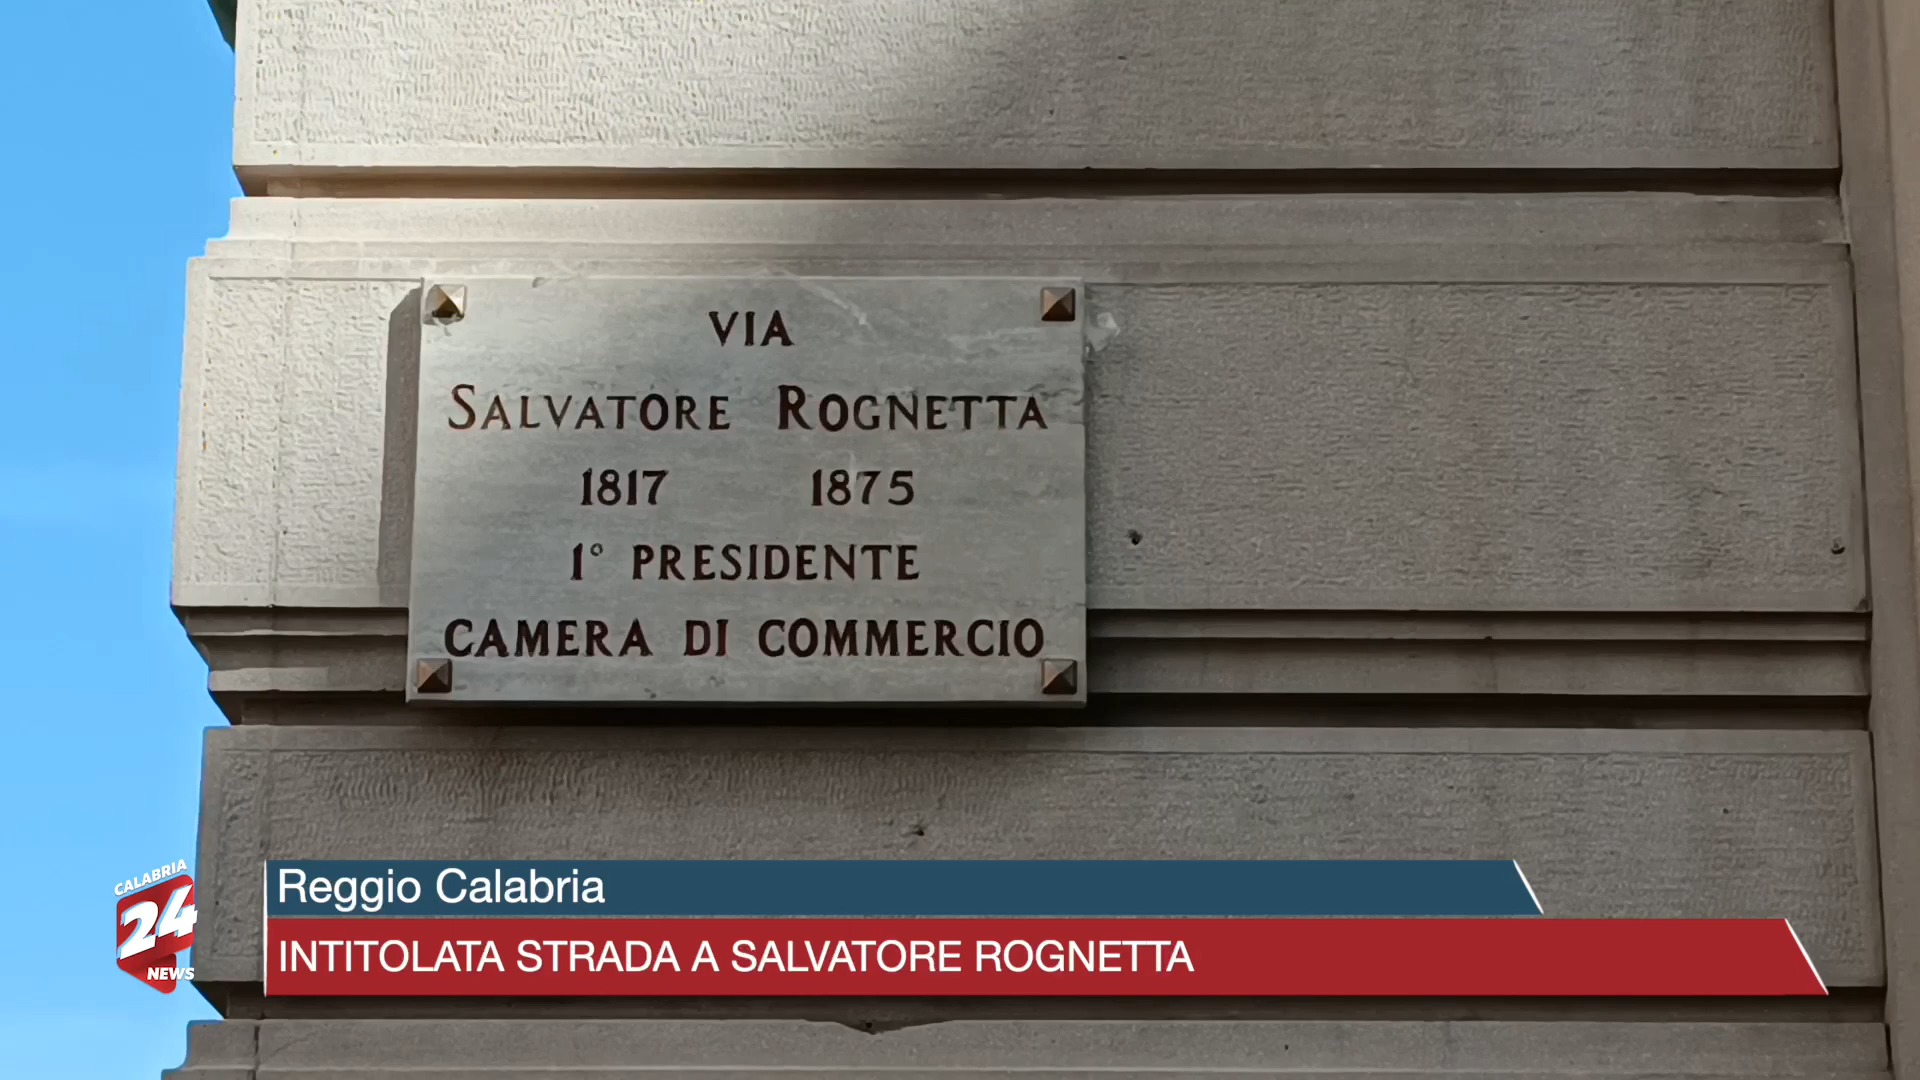 VIA
SALVATORE ROGNETTA
1817 1875
1° PRESIDENTE
CAMERA DI COMMERCIO
Reggio Calabria
INTITOLATA STRADA A SALVATORE ROGNETTA
CALABRIA
24
NEWS